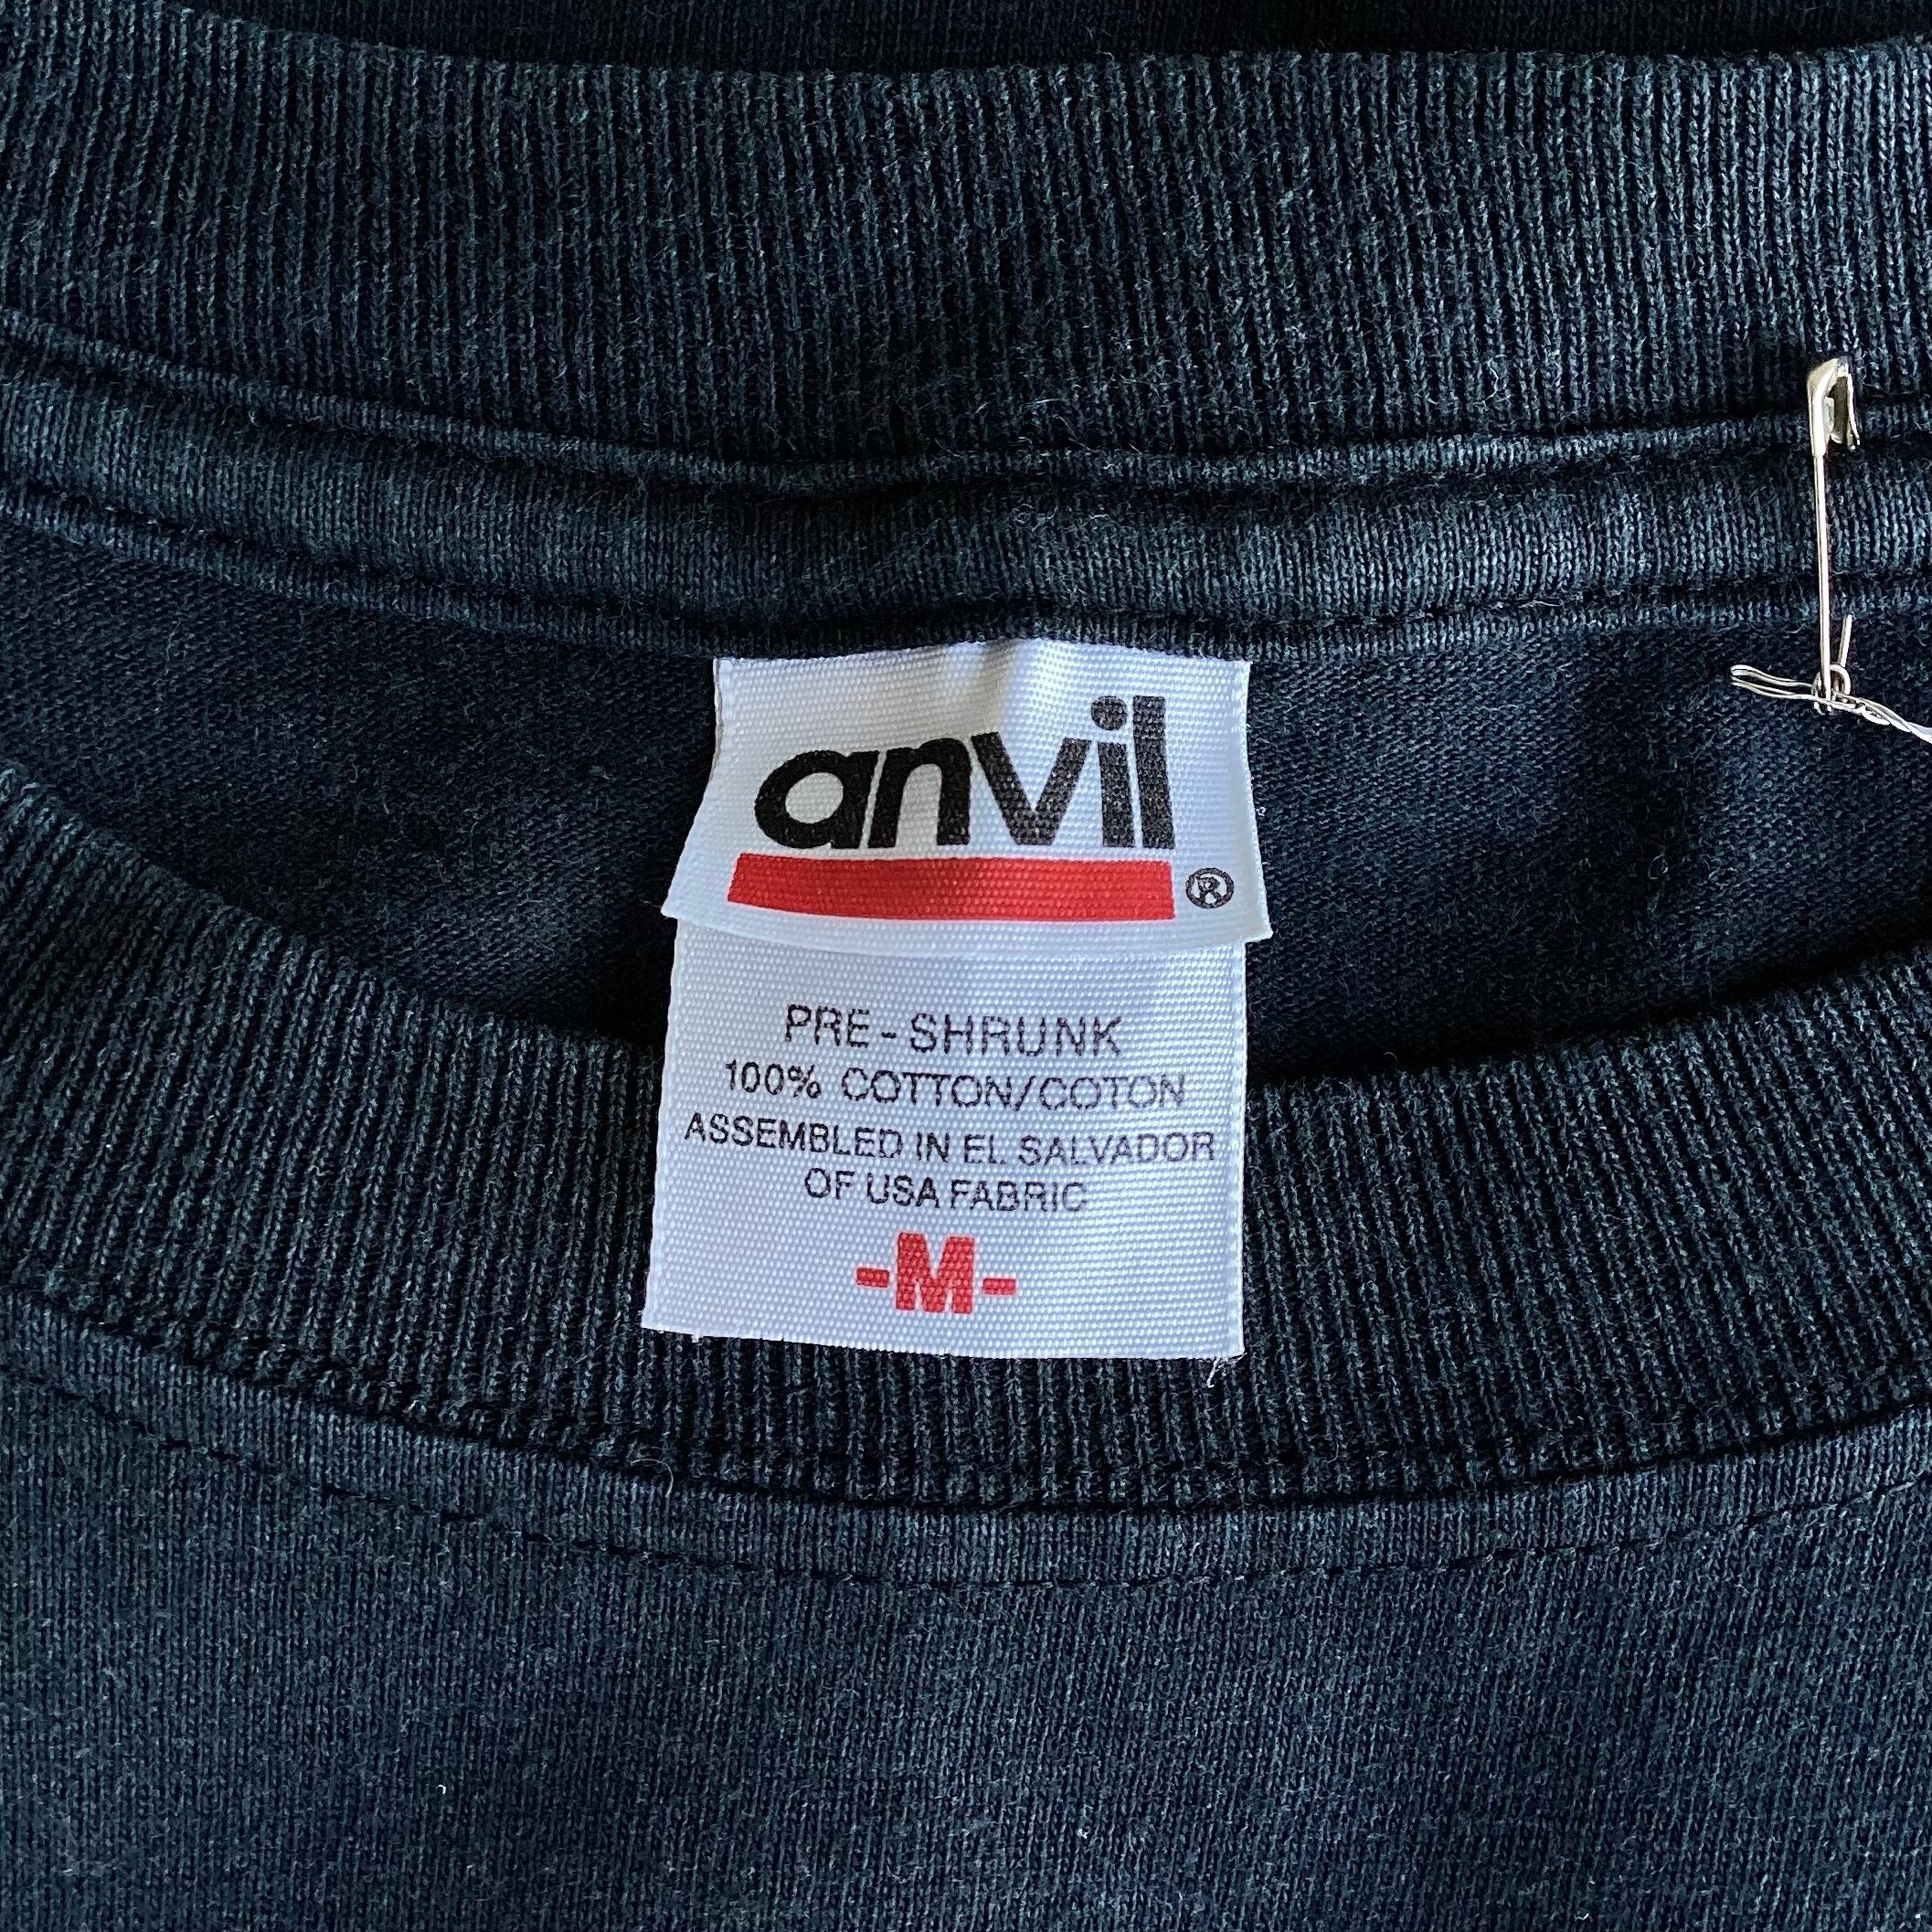 anvil
®
PRE-SHRUNK
100% COTTON/COTON
ASSEMBLED IN EL SALVADOR
OF USA FABRIC
-M-